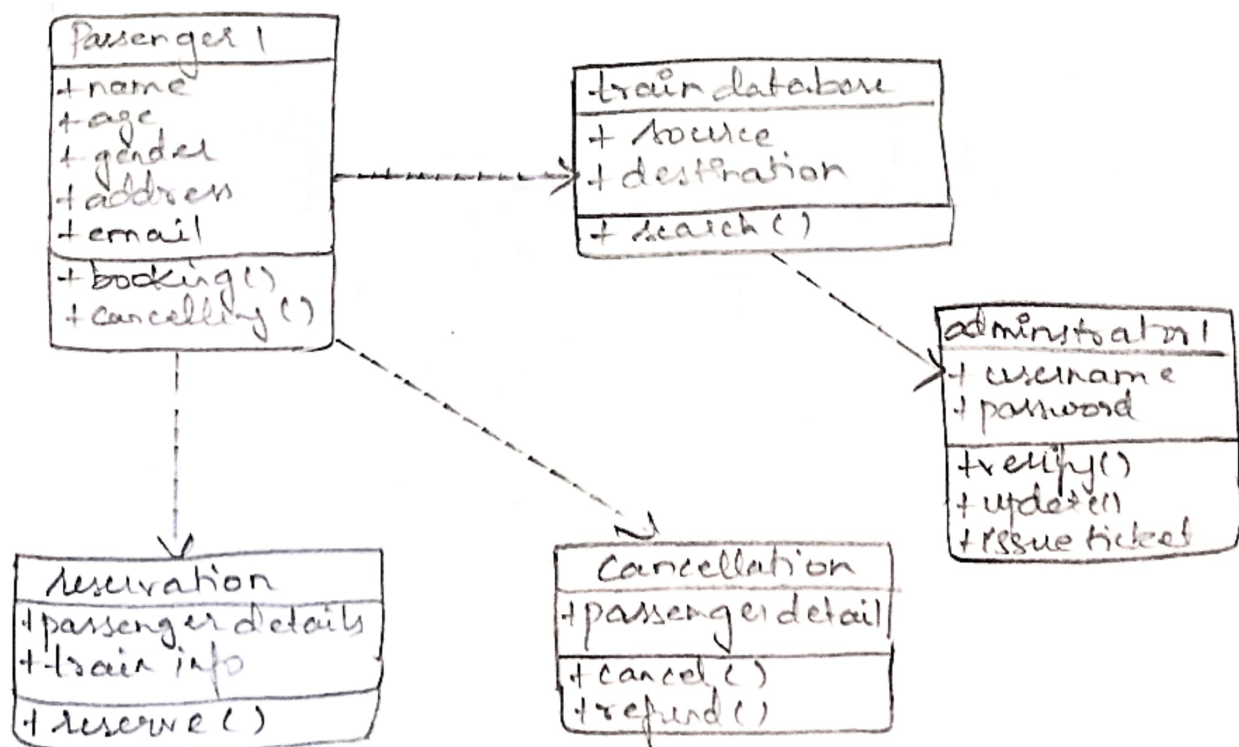 Passenger 1
+name
+age
+gender
+address
+email
+booking()
+cancelling()
train database
+ source
+ destination
+ search()
adminstrator 1
+ username
+ password
+verify()
+ update()
+issue ticket
reservation
+passenger details
+train info
+ reserve()
Cancellation
+passenger detail
+cancel()
+refund()